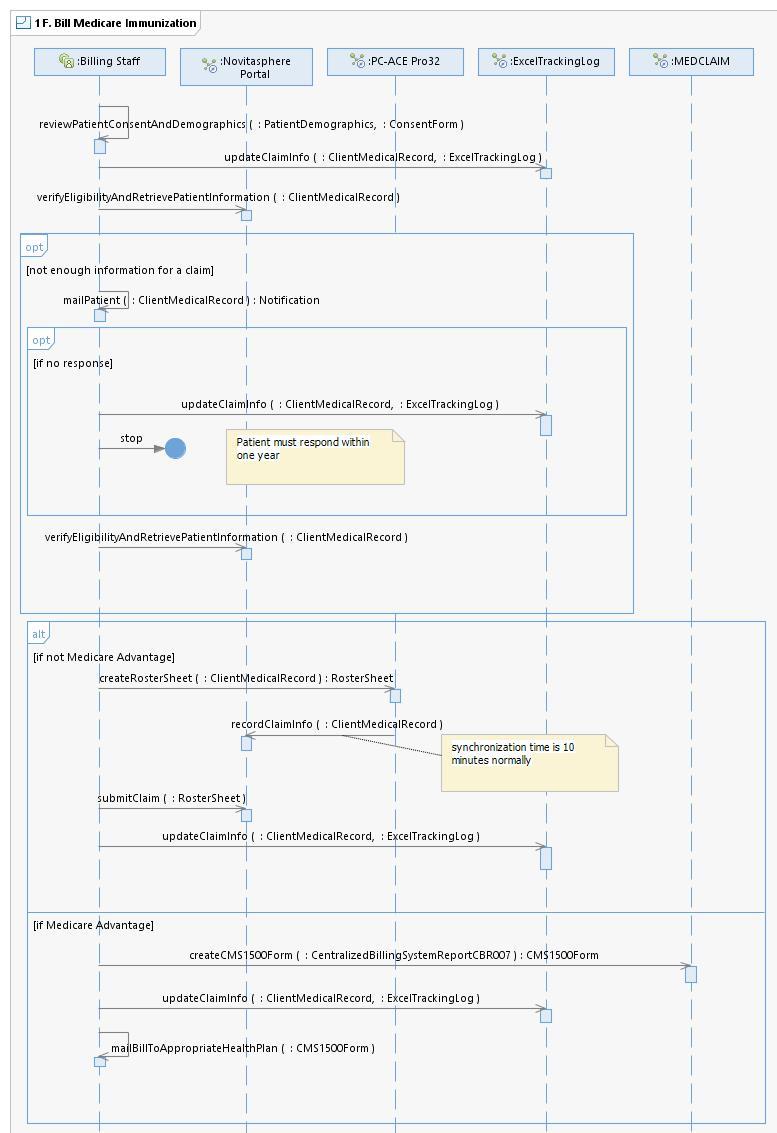 1 F. Bill Medicare Immunization
:Billing Staff
:Novitasphere
Portal
:PC-ACE Pro32
:ExcelTrackingLog
:MEDCLAIM
reviewPatientConsentAndDemographics ( : PatientDemographics, : ConsentForm )
updateClaimInfo ( : ClientMedicalRecord, : ExcelTrackingLog )
verifyEligibilityAndRetrievePatientInformation ( : ClientMedicalRecord )
opt
[not enough information for a claim]
mailPatient ( : ClientMedicalRecord ) : Notification
opt
[if no response]
updateClaimInfo ( : ClientMedicalRecord, : ExcelTrackingLog )
stop
Patient must respond within
one year
verifyEligibilityAndRetrievePatientInformation ( : ClientMedicalRecord )
alt
[if not Medicare Advantage]
createRosterSheet ( : ClientMedicalRecord ) : RosterSheet
recordClaimInfo ( : ClientMedicalRecord )
synchronization time is 10
minutes normally
submitClaim ( : RosterSheet )
updateClaimInfo ( : ClientMedicalRecord, : ExcelTrackingLog )
[if Medicare Advantage]
createCMS1500Form ( : CentralizedBillingSystemReportCBR007 ) : CMS1500Form
updateClaimInfo ( : ClientMedicalRecord, : ExcelTrackingLog )
mailBillToAppropriateHealthPlan ( : CMS1500Form )